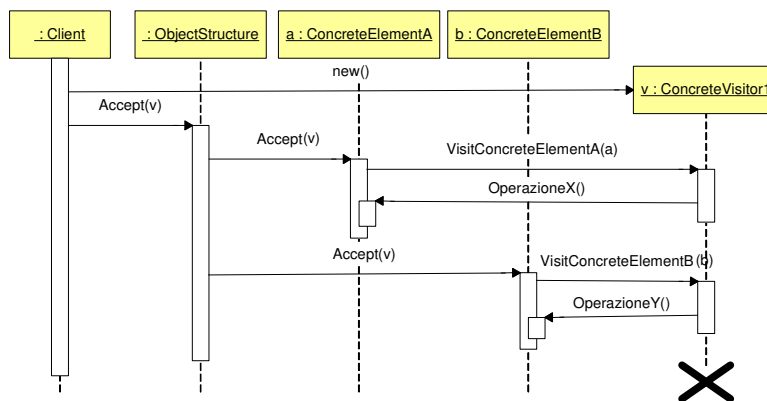 : Client
: ObjectStructure
a : ConcreteElementA
b : ConcreteElementB
new()
v : ConcreteVisitor1
Accept(v)
Accept(v)
VisitConcreteElementA(a)
OperazioneX()
Accept(v)
VisitConcreteElementB(b)
OperazioneY()